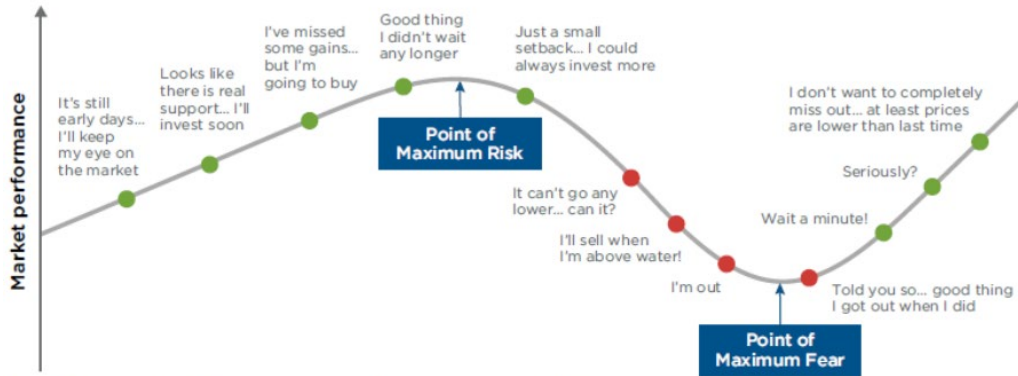 Market performance
It's still
early days...
I'll keep
my eye on
the market
Looks like
there is real
support... I'll
invest soon
I've missed
some gains...
but I'm
going to buy
Good thing
I didn't wait
any longer
Just a small
setback... I could
always invest more
Point of
Maximum Risk
It can't go any
lower... can it?
I'll sell when
I'm above water!
I'm out
Point of
Maximum Fear
Told you so... good thing
I got out when I did
Wait a minute!
Seriously?
I don't want to completely
miss out... at least prices
are lower than last time